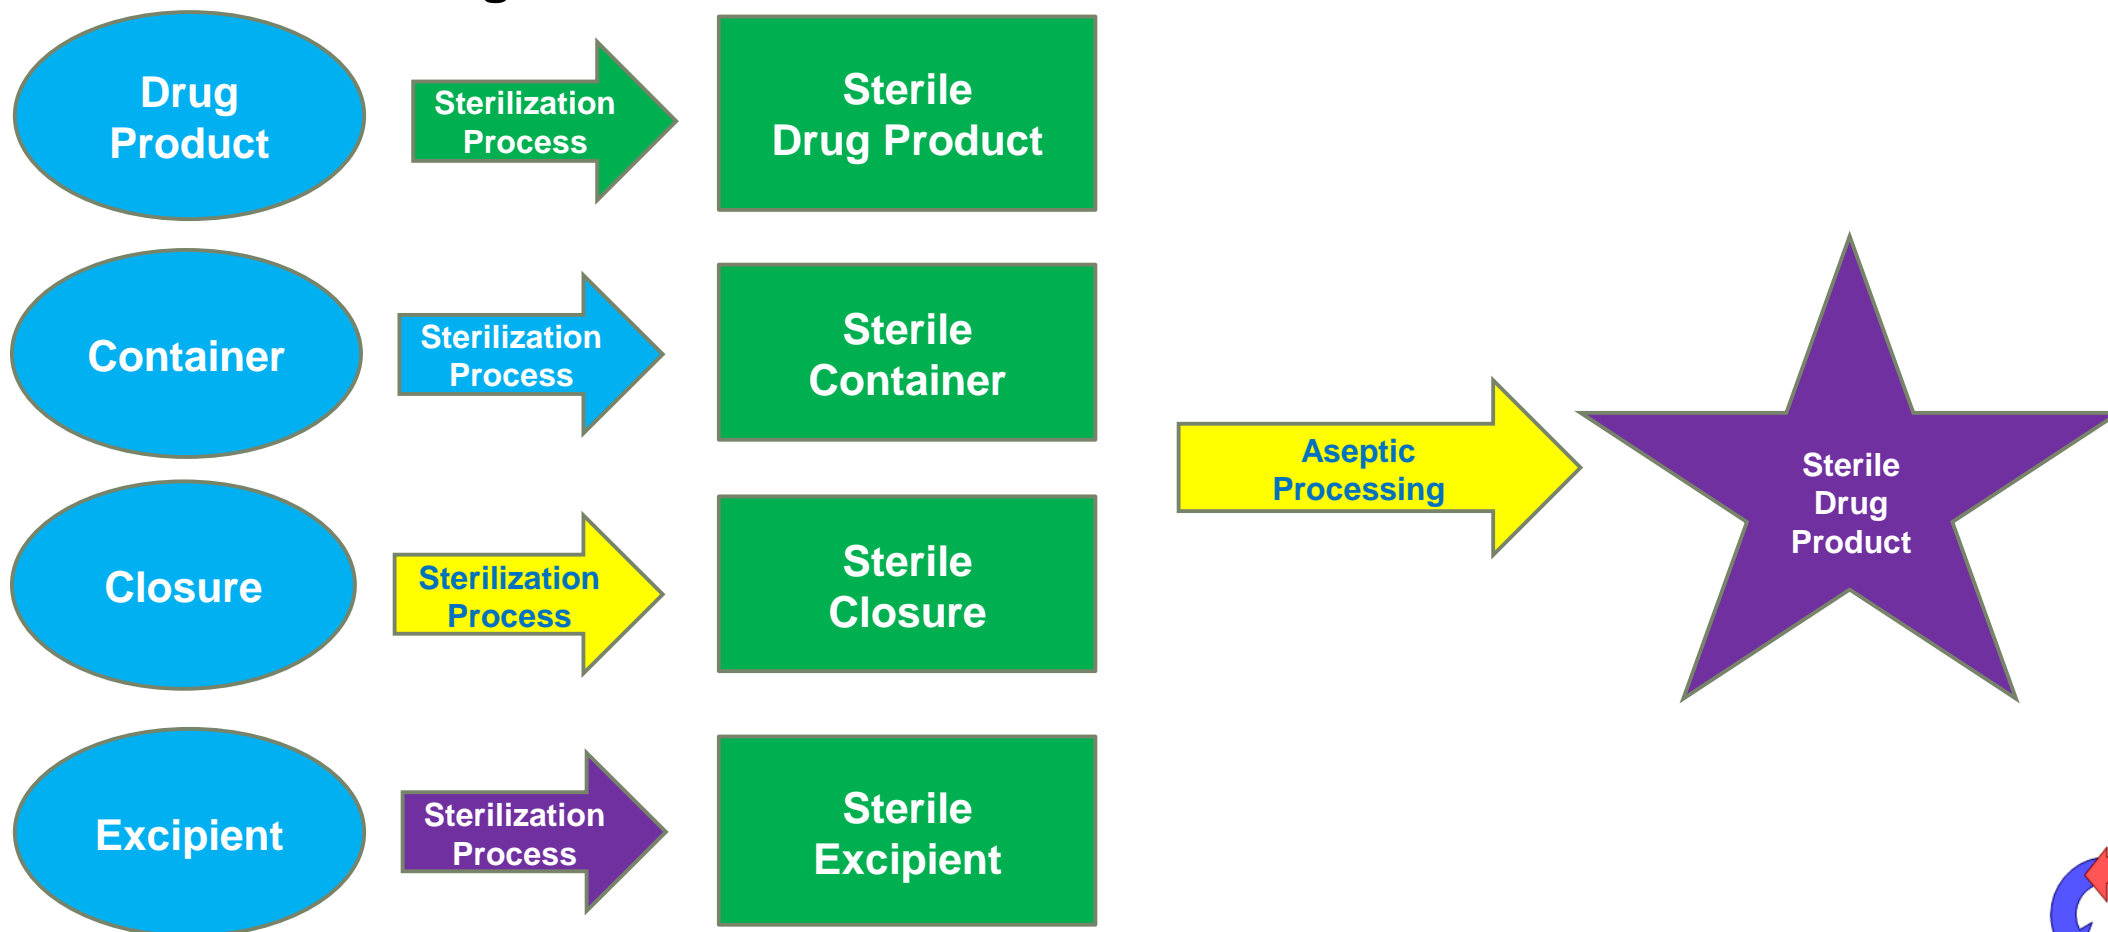 Drug
Product
Sterilization
Process
Sterile
Drug Product
Container
Sterilization
Process
Sterile
Container
Closure
Sterilization
Process
Sterile
Closure
Excipient
Sterilization
Process
Sterile
Excipient
Aseptic
Processing
Sterile
Drug
Product